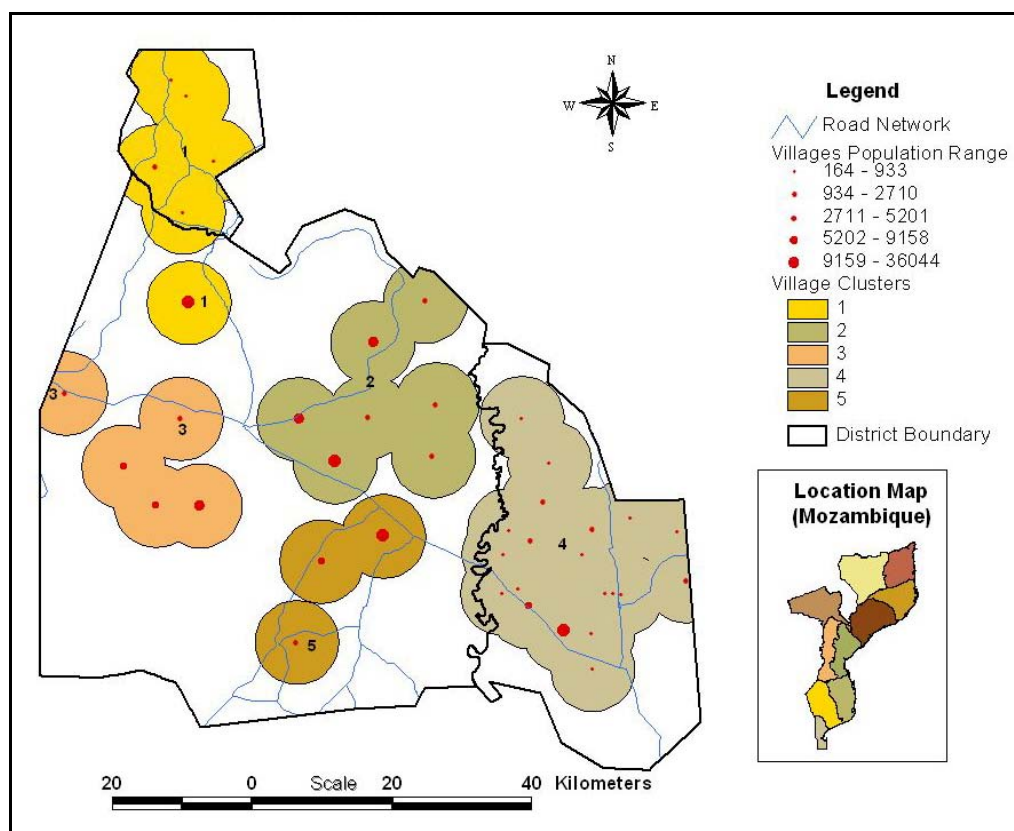 N
W E
S
Legend
Road Network
Villages Population Range
164 - 933
934 - 2710
2711 - 5201
5202 - 9158
9159 - 36044
Village Clusters
1
2
3
4
5
District Boundary
1
1
2
3
3
4
5
Location Map
(Mozambique)
20 0 Scale 20 40 Kilometers